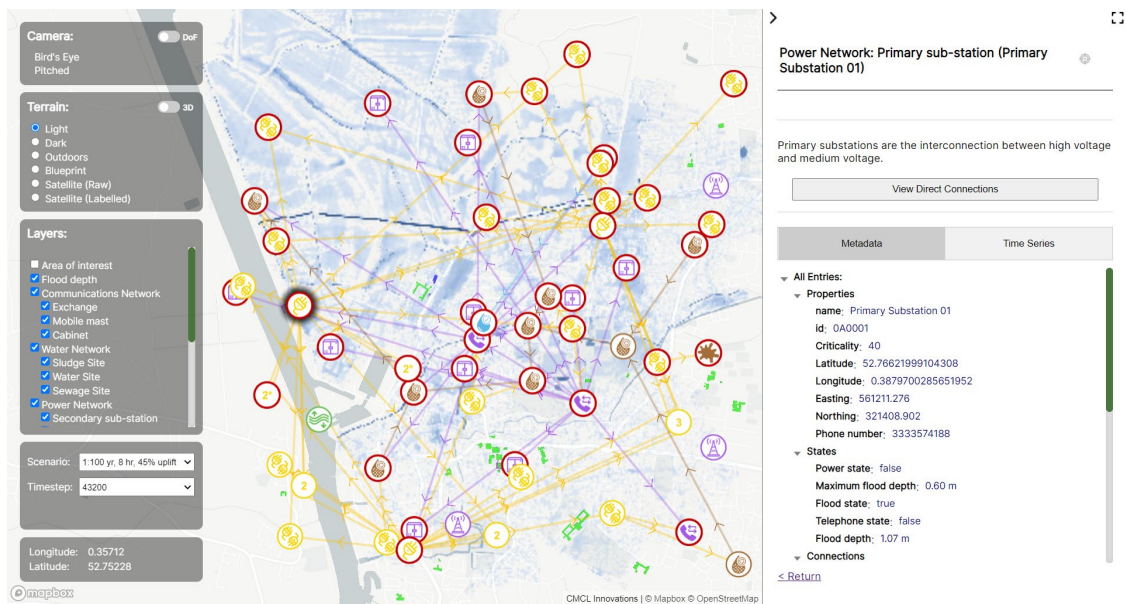 Camera:
DoF
Bird's Eye
Pitched
Terrain:
3D
Light
Dark
Outdoors
Blueprint
Satellite (Raw)
Satellite (Labelled)
Layers:
Area of interest
Flood depth
Communications Network
Exchange
Mobile mast
Cabinet
Water Network
Sludge Site
Water Site
Sewage Site
Power Network
Secondary sub-station
Scenario: 1:100 yr, 8 hr, 45% uplift
Timestep: 43200
Longitude: 0.35712
Latitude: 52.75228
mapbox
2*
2*
3
2
2
CMCL Innovations | © Mapbox © OpenStreetMap
Power Network: Primary sub-station (Primary
Substation 01)
Primary substations are the interconnection between high voltage
and medium voltage.
View Direct Connections
Metadata Time Series
All Entries:
Properties
name: Primary Substation 01
id: 0A0001
Criticality: 40
Latitude: 52.76621999104308
Longitude: 0.3879700285651952
Easting: 561211.276
Northing: 321408.902
Phone number: 3333574188
States
Power state: false
Maximum flood depth: 0.60 m
Flood state: true
Telephone state: false
Flood depth: 1.07 m
Connections
< Return